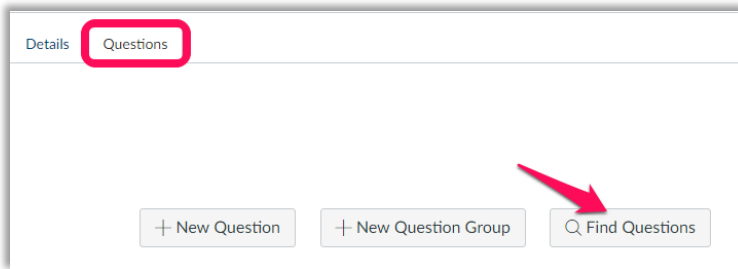 Details Questions
+ New Question + New Question Group Find Questions